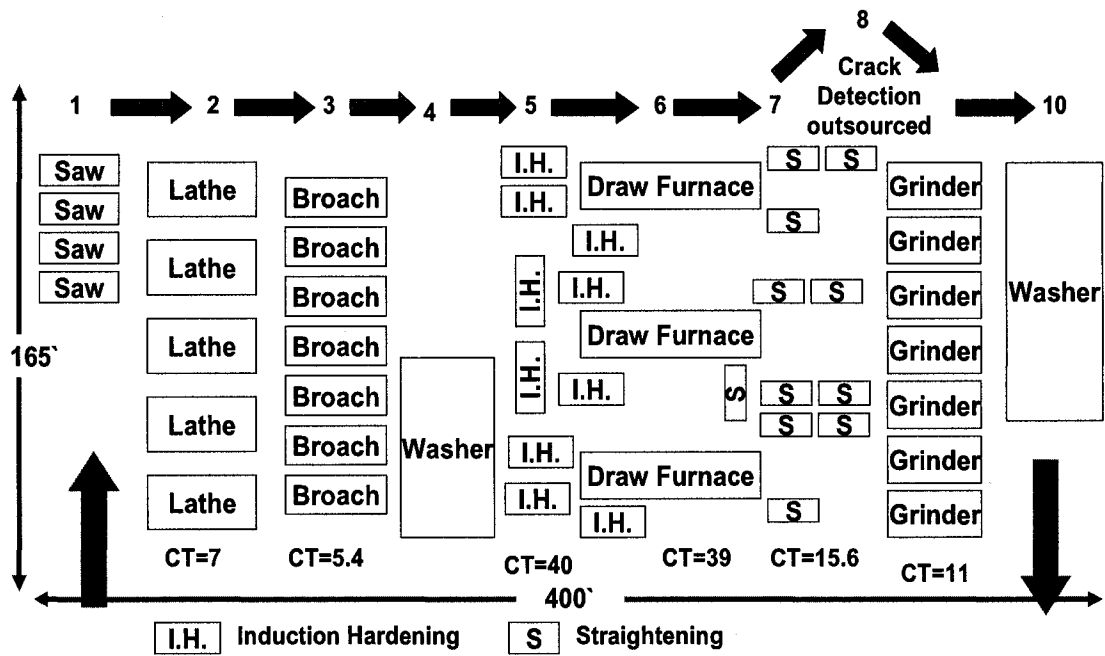 8
Crack
Detection
outsourced
1
2
3
4
5
6
7
10
Saw
Saw
Saw
Saw
Lathe
Lathe
Lathe
Lathe
Lathe
Broach
Broach
Broach
Broach
Broach
Broach
Broach
Washer
I.H.
I.H.
I.H.
I.H.
I.H.
I.H.
I.H.
I.H.
I.H.
I.H.
Draw Furnace
Draw Furnace
Draw Furnace
S
S
S
S
S
S
S
S
S
S
S
Grinder
Grinder
Grinder
Grinder
Grinder
Grinder
Grinder
Washer
165`
CT=7
CT=5.4
CT=40
CT=39
CT=15.6
CT=11
400`
I.H. Induction Hardening
S Straightening